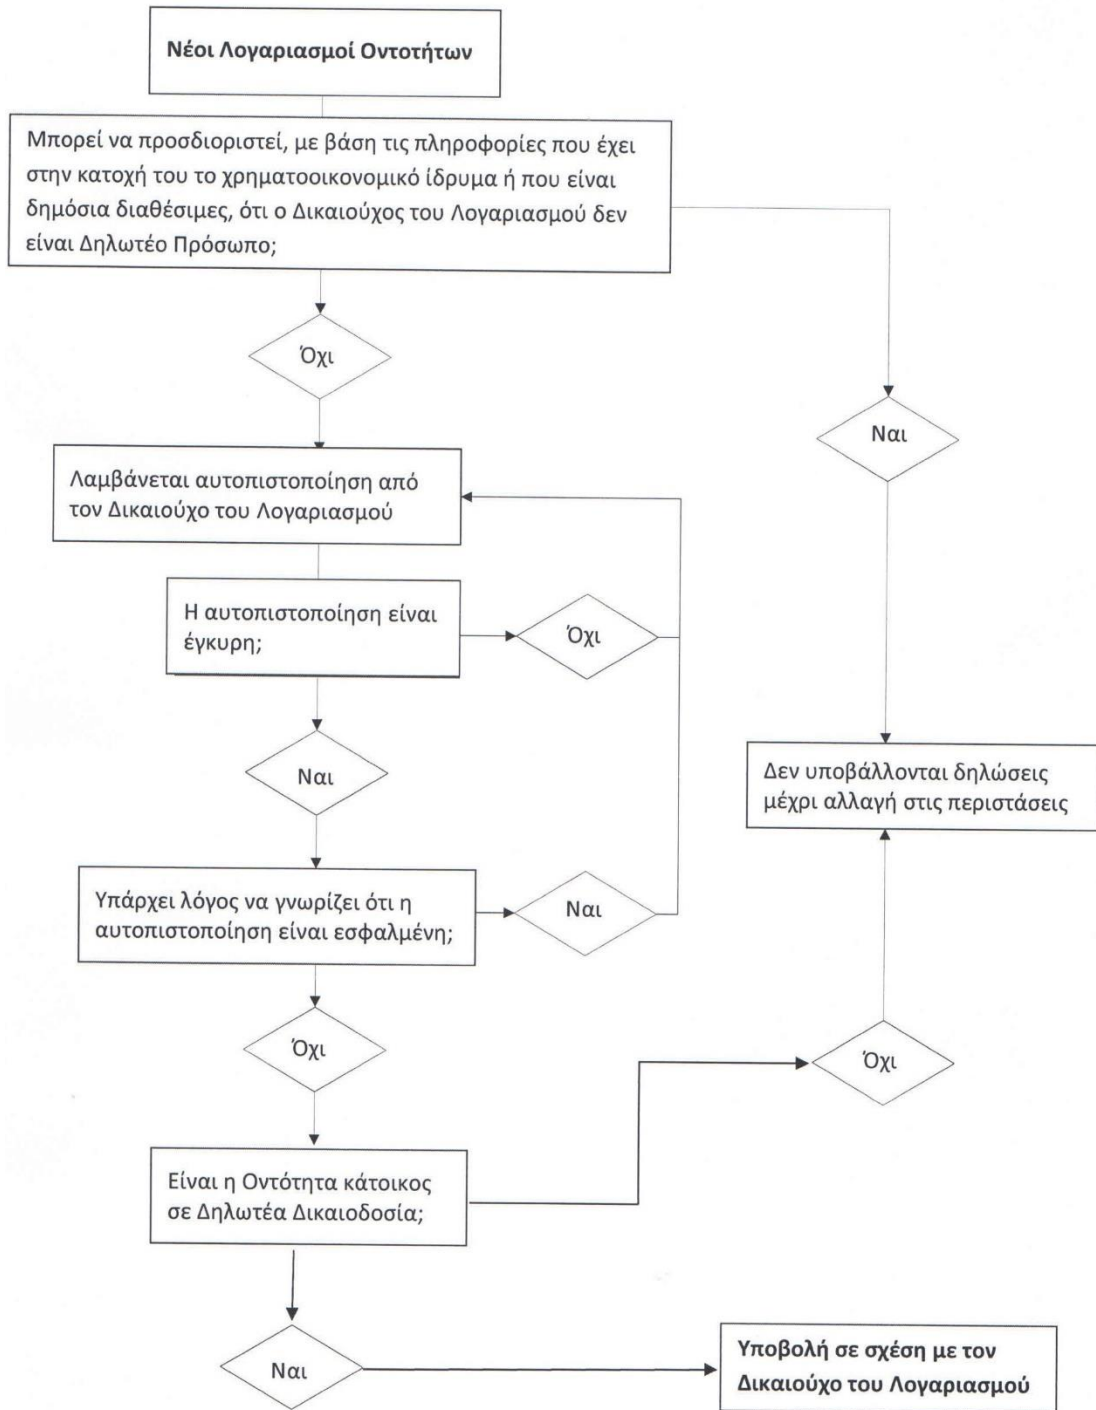 Νέοι Λογαριασμοί Οντοτήτων
Μπορεί να προσδιοριστεί, με βάση τις πληροφορίες που έχει
στην κατοχή του το χρηματοοικονομικό ίδρυμα ή που είναι
δημόσια διαθέσιμες, ότι ο Δικαιούχος του Λογαριασμού δεν
είναι Δηλωτέο Πρόσωπο;
Όχι
Ναι
Λαμβάνεται αυτοπιστοποίηση από
τον Δικαιούχο του Λογαριασμού
Η αυτοπιστοποίηση είναι
έγκυρη;
Όχι
Ναι
Δεν υποβάλλονται δηλώσεις
μέχρι αλλαγή στις περιστάσεις
Υπάρχει λόγος να γνωρίζει ότι η
αυτοπιστοποίηση είναι εσφαλμένη;
Ναι
Όχι
Όχι
Είναι η Οντότητα κάτοικος
σε Δηλωτέα Δικαιοδοσία;
Ναι
Υποβολή σε σχέση με τον
Δικαιούχο του Λογαριασμού